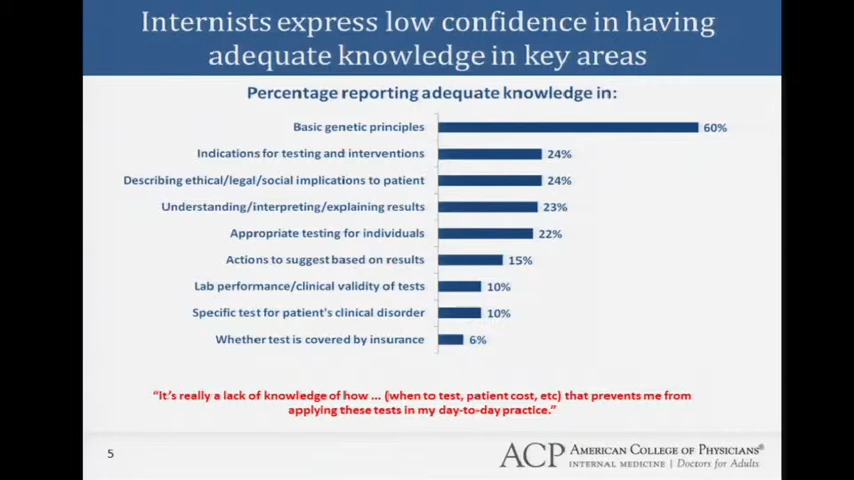 Internists express low confidence in having
adequate knowledge in key areas
Percentage reporting adequate knowledge in:
Basic genetic principles 60%
Indications for testing and interventions 24%
Describing ethical/legal/social implications to patient 24%
Understanding/interpreting/explaining results 23%
Appropriate testing for individuals 22%
Actions to suggest based on results 15%
Lab performance/clinical validity of tests 10%
Specific test for patient's clinical disorder 10%
Whether test is covered by insurance 6%
“It’s really a lack of knowledge of how ... (when to test, patient cost, etc) that prevents me from
applying these tests in my day-to-day practice.”
5
ACP AMERICAN COLLEGE OF PHYSICIANS®
INTERNAL MEDICINE | Doctors for Adults